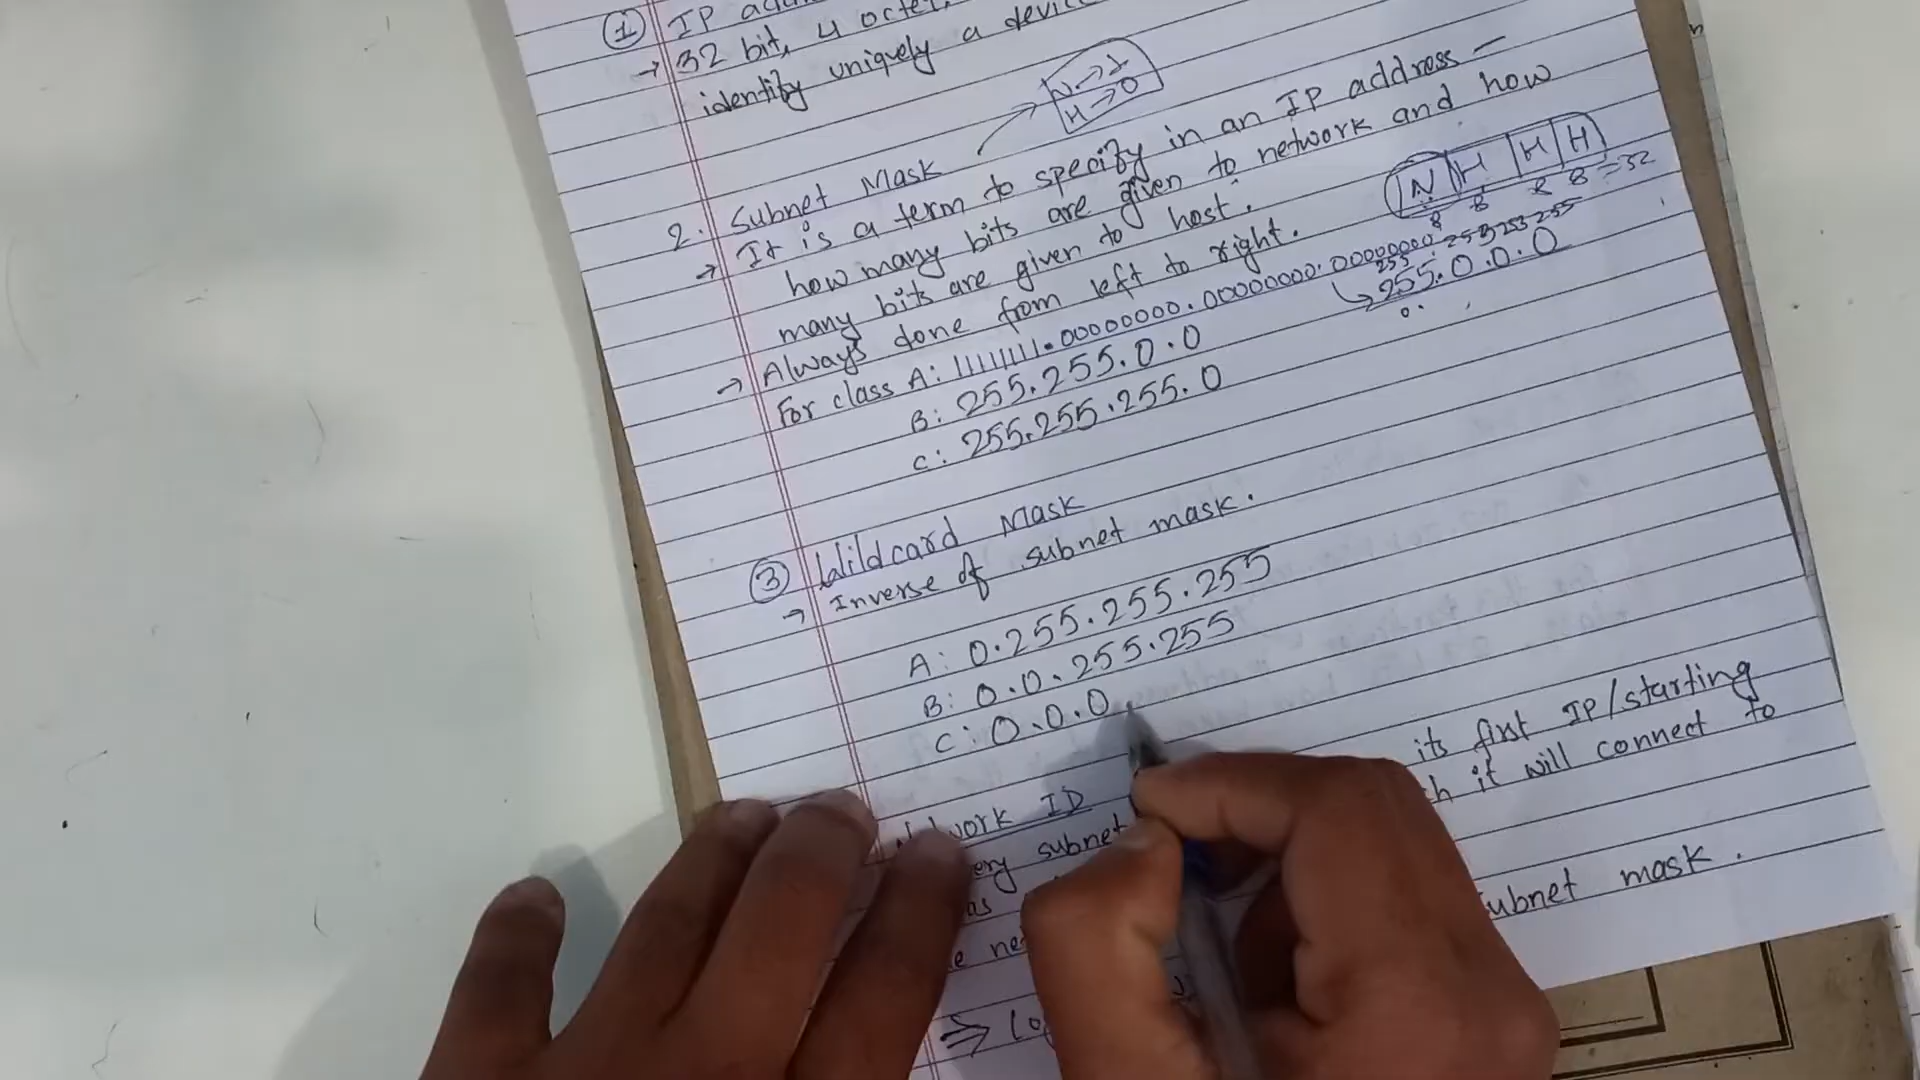 ① IP
→ 32 bit, 4 octet,
identify uniquely a device
N → 1
H → 0
2. Subnet Mask
→ It is a term to specify in an IP address –
how many bits are given to network and how
many bits are given to host.
→ Always done from left to right.
N H H H
8 8 8 8 = 32
For class A: 11111111.00000000.00000000.00000000
255.0.0.0
B: 255.255.0.0
C: 255.255.255.0
③ Wildcard Mask
→ Inverse of subnet mask.
A: 0.255.255.255
B: 0.0.255.255
C: 0.0.0.
ID
subnet its first IP/starting
it will connect to
subnet mask.